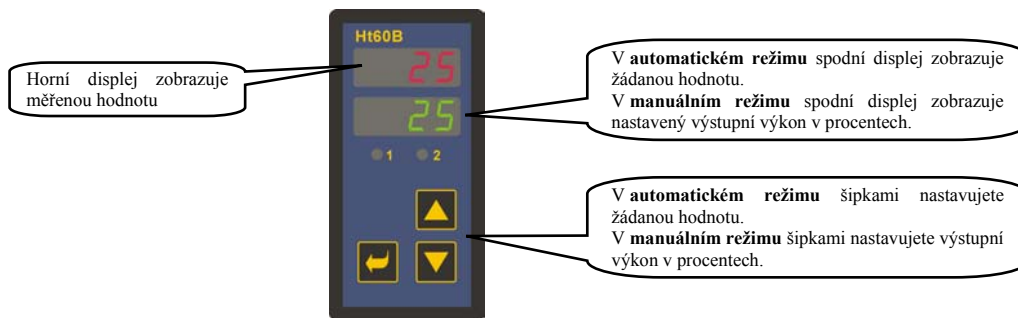 Ht60B
25
25
1 2
Horní displej zobrazuje
měřenou hodnotu
V automatickém režimu spodní displej zobrazuje
žádanou hodnotu.
V manuálním režimu spodní displej zobrazuje
nastavený výstupní výkon v procentech.
V automatickém režimu šipkami nastavujete
žádanou hodnotu.
V manuálním režimu šipkami nastavujete výstupní
výkon v procentech.